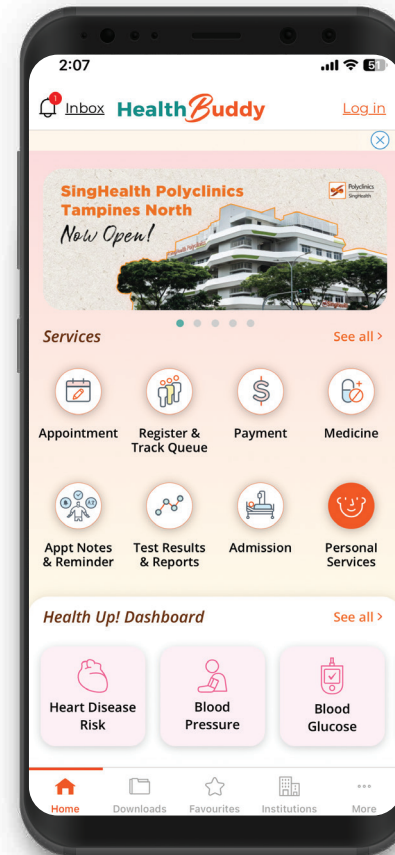 2:07
51
1
Inbox
HealthBuddy
Log in
SingHealth Polyclinics
Tampines North
Now Open!
Polyclinics
SingHealth
Services
See all >
Appointment
Register &
Track Queue
Payment
Medicine
Appt Notes
& Reminder
Test Results
& Reports
Admission
Personal
Services
Health Up! Dashboard
See all >
Heart Disease
Risk
Blood
Pressure
Blood
Glucose
Home
Downloads
Favourites
Institutions
More